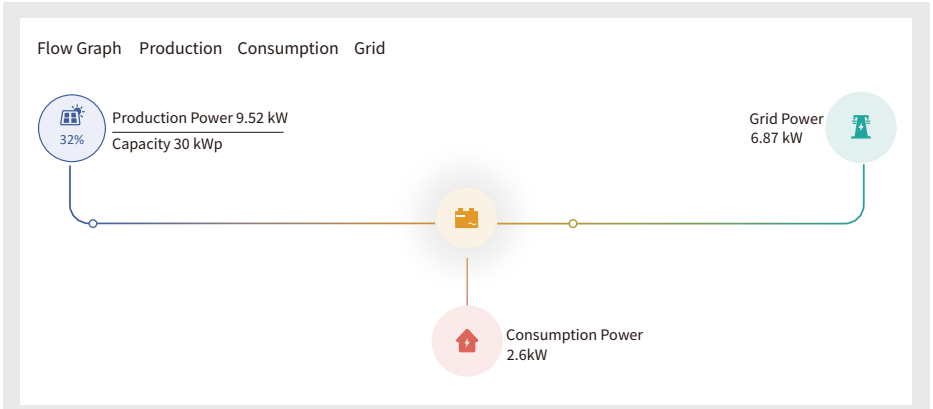 Flow Graph Production Consumption Grid
Production Power 9.52 kW
32%
Capacity 30 kWp
Grid Power
6.87 kW
Consumption Power
2.6kW